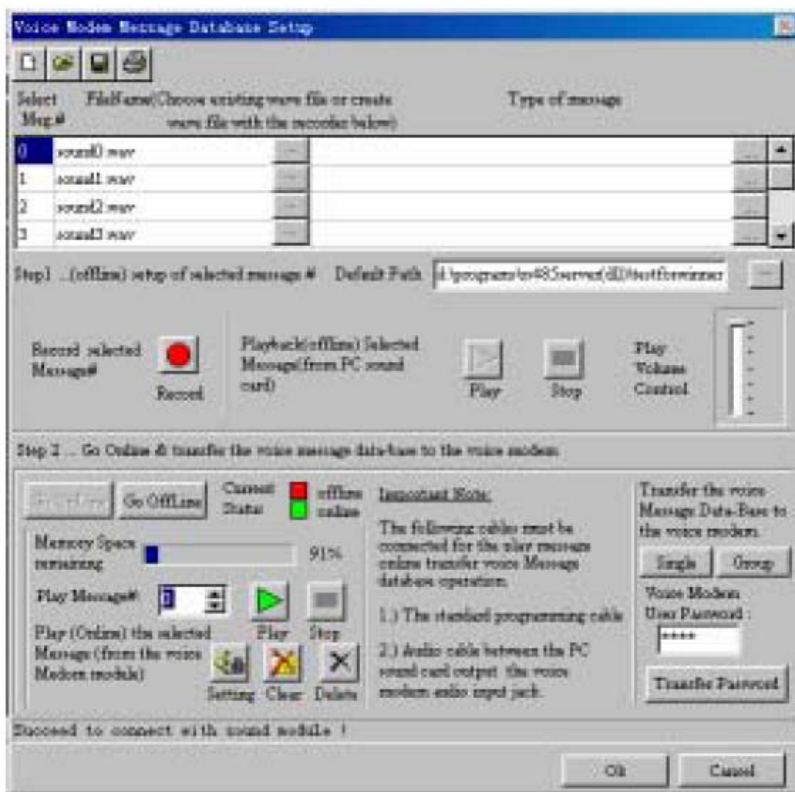 Voice Modem Message Database Setup
Select Msg.#
FileName(Choose existing wave file or create wave file with the recorder below)
Type of message
0 sound0.wav ...
1 sound1.wav ...
2 sound2.wav ...
3 sound3.wav ...
Step1 ...(offline) setup of selected message #
Default Path
Record selected
Message#
Record
Playback(offline) Selected
Message(from PC sound
card)
Play
Stop
Play
Volume
Control
Step 2 ... Go Online & transfer the voice message data-base to the voice modem
Go OffLine
Current
Status
offline
online
Memory Space
remaining
91%
Play Message#:
0
Play
Stop
Play (Online) the selected
Message (from the voice
Modem module)
Setting
Clear
Delete
Important Note:
The following cables must be
connected for the play message
online transfer voice Message
database operation.
1.) The standard programming cable
2.) Audio cable between the PC
sound card output the voice
modem audio input jack.
Transfer the voice
Message Data-Base to
the voice modem.
Single
Group
Voice Modem
User Password :
****
Transfer Password
Succeed to connect with sound module !
Ok
Cancel